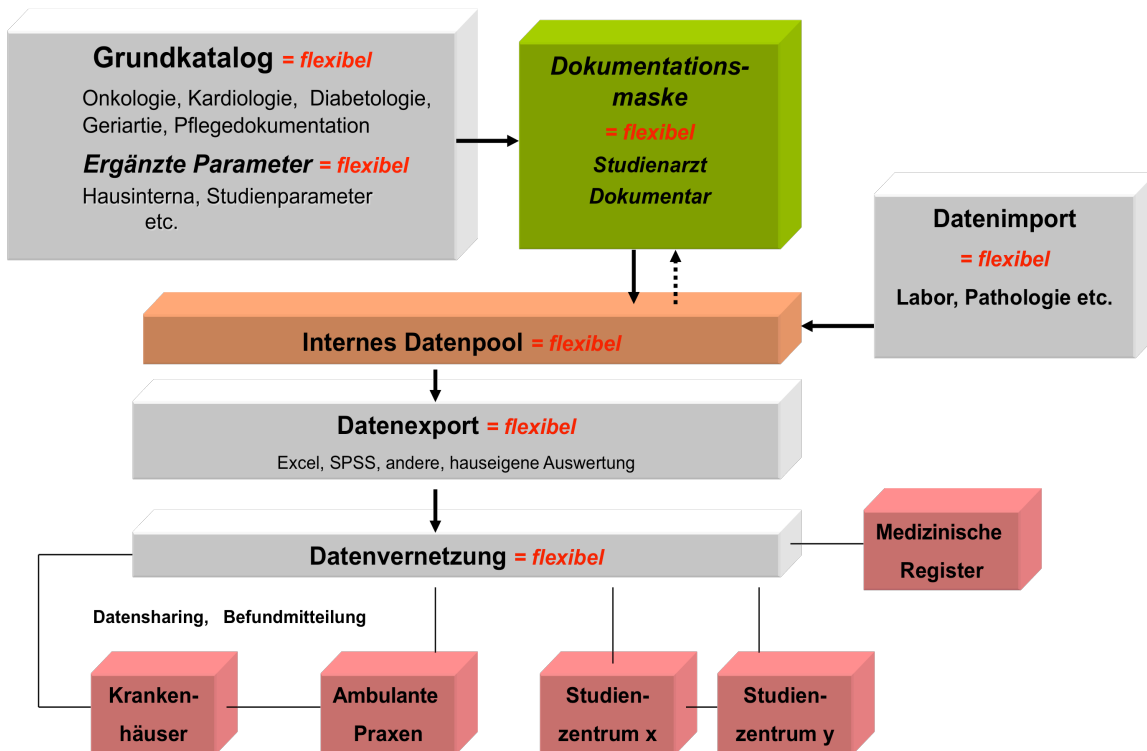 Grundkatalog = flexibel
Onkologie, Kardiologie, Diabetologie,
Geriartie, Pflegedokumentation
Ergänzte Parameter = flexibel
Hausinterna, Studienparameter
etc.
Dokumentations-
maske
= flexibel
Studienarzt
Dokumentar
Datenimport
= flexibel
Labor, Pathologie etc.
Internes Datenpool = flexibel
Datenexport = flexibel
Excel, SPSS, andere, hauseigene Auswertung
Datenvernetzung = flexibel
Medizinische
Register
Datensharing, Befundmitteilung
Kranken-
häuser
Ambulante
Praxen
Studien-
zentrum x
Studien-
zentrum y